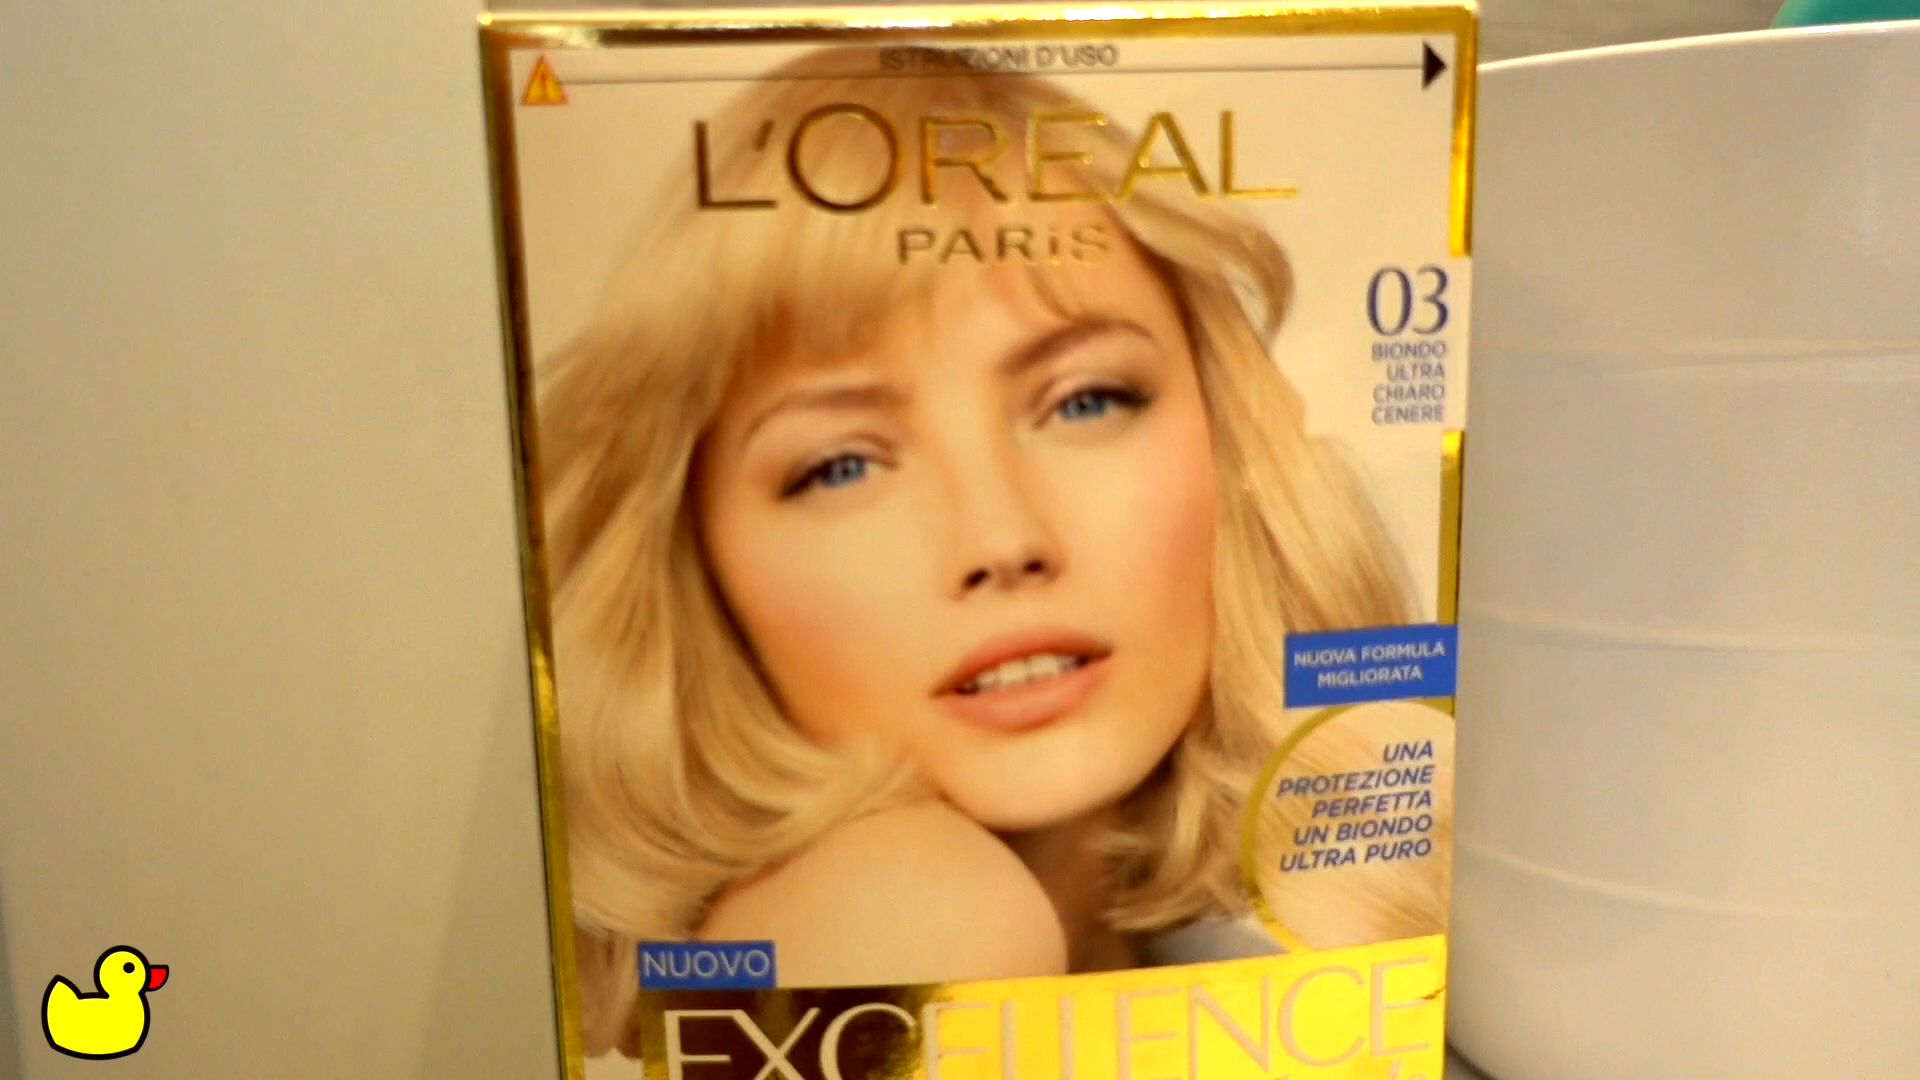 ISTRUZIONI D'USO
L'ORÉAL
PARiS
03
BIONDO
ULTRA
CHIARO
CENERE
NUOVA FORMULA
MIGLIORATA
UNA
PROTEZIONE
PERFETTA
UN BIONDO
ULTRA PURO
NUOVO
EXCELLENCE